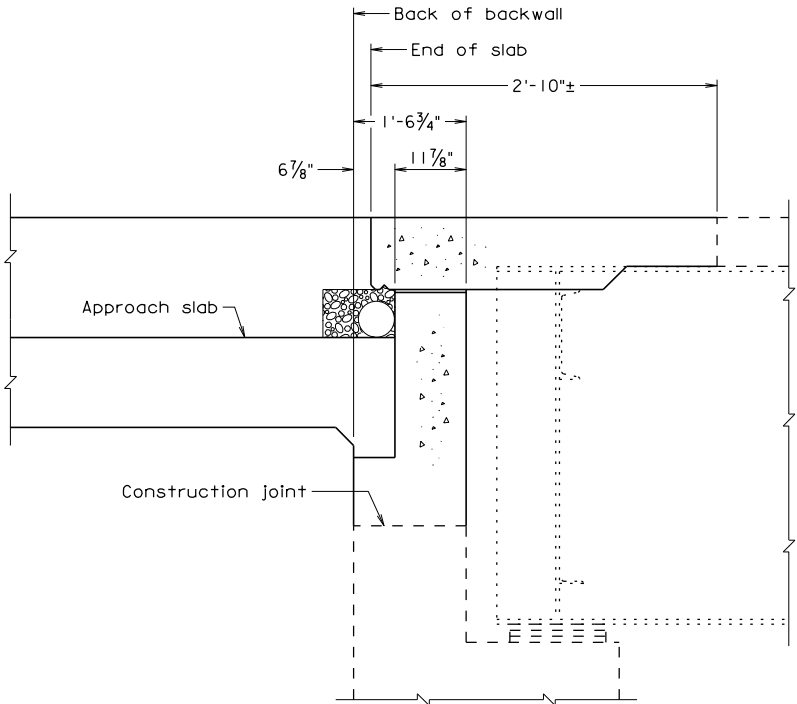 Back of backwall
End of slab
2'-10"±
1'-6¾"
11⅞"
6⅞"
Approach slab
Construction joint